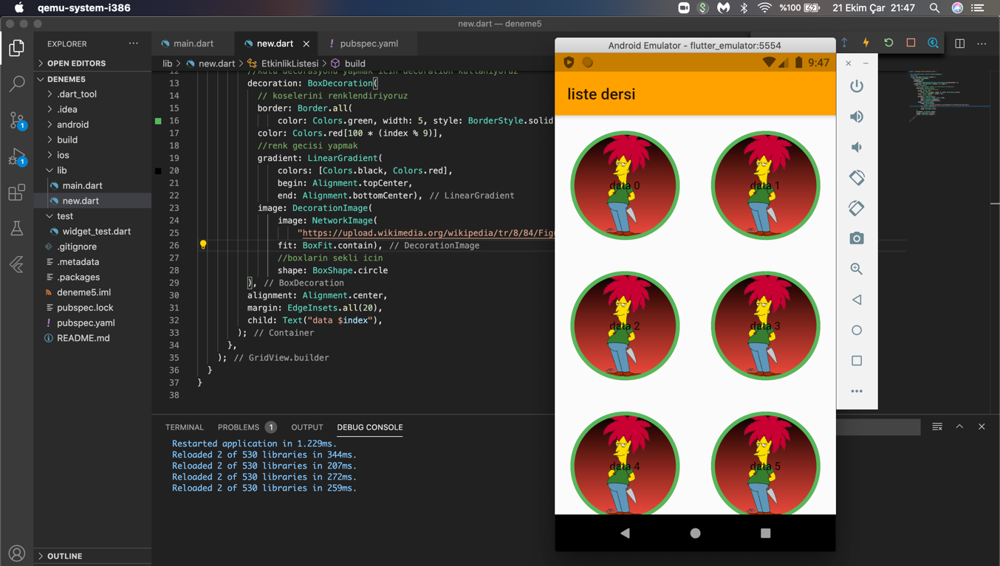 qemu-system-i386
%100
21 Ekim Çar 21:47
new.dart — deneme5
EXPLORER
OPEN EDITORS
DENEME5
.dart_tool
.idea
android
build
ios
lib
main.dart
new.dart
test
widget_test.dart
.gitignore
.metadata
.packages
deneme5.iml
pubspec.lock
pubspec.yaml
README.md
OUTLINE
1
1
main.dart
new.dart
! pubspec.yaml
lib > new.dart > EtkinlikListesi > build
12 //kutu decorasyonu yapmak icin decoration kullaniyoruz
13 decoration: BoxDecoration(
14 // koselerini renklendiriyoruz
15 border: Border.all(
16 color: Colors.green, width: 5, style: BorderStyle.solid
17 color: Colors.red[100 * (index % 9)],
18 //renk gecisi yapmak
19 gradient: LinearGradient(
20 colors: [Colors.black, Colors.red],
21 begin: Alignment.topCenter,
22 end: Alignment.bottomCenter), // LinearGradient
23 image: DecorationImage(
24 image: NetworkImage(
25 "https://upload.wikimedia.org/wikipedia/tr/8/84/Figu
26 fit: BoxFit.contain), // DecorationImage
27 //boxlarin sekli icin
28 shape: BoxShape.circle
29 ), // BoxDecoration
30 alignment: Alignment.center,
31 margin: EdgeInsets.all(20),
32 child: Text("data $index"),
33 ); // Container
34 },
35 ); // GridView.builder
36 }
37 }
38
TERMINAL PROBLEMS 1 OUTPUT DEBUG CONSOLE
Restarted application in 1.229ms.
Reloaded 2 of 530 libraries in 344ms.
Reloaded 2 of 530 libraries in 207ms.
Reloaded 2 of 530 libraries in 272ms.
Reloaded 2 of 530 libraries in 259ms.
Android Emulator - flutter_emulator:5554
9:47
liste dersi
data 0
data 1
data 2
data 3
data 4
data 5